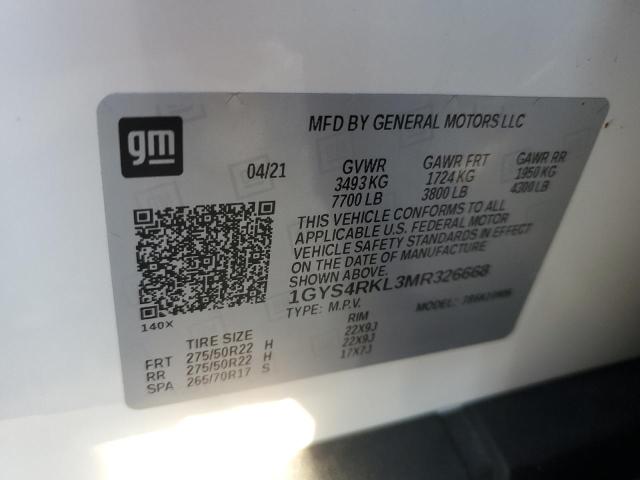 gm
MFD BY GENERAL MOTORS LLC
04/21 GVWR GAWR FRT GAWR RR
3493 KG 1724 KG 1950 KG
7700 LB 3800 LB 4300 LB
THIS VEHICLE CONFORMS TO ALL
APPLICABLE U.S. FEDERAL MOTOR
VEHICLE SAFETY STANDARDS IN EFFECT
ON THE DATE OF MANUFACTURE
SHOWN ABOVE.
1GYS4RKL3MR326668
TYPE: M.P.V. MODEL:
140X
TIRE SIZE RIM
FRT 275/50R22 H 22X9J
RR 275/50R22 H 22X9J
SPA 265/70R17 S 17X7J